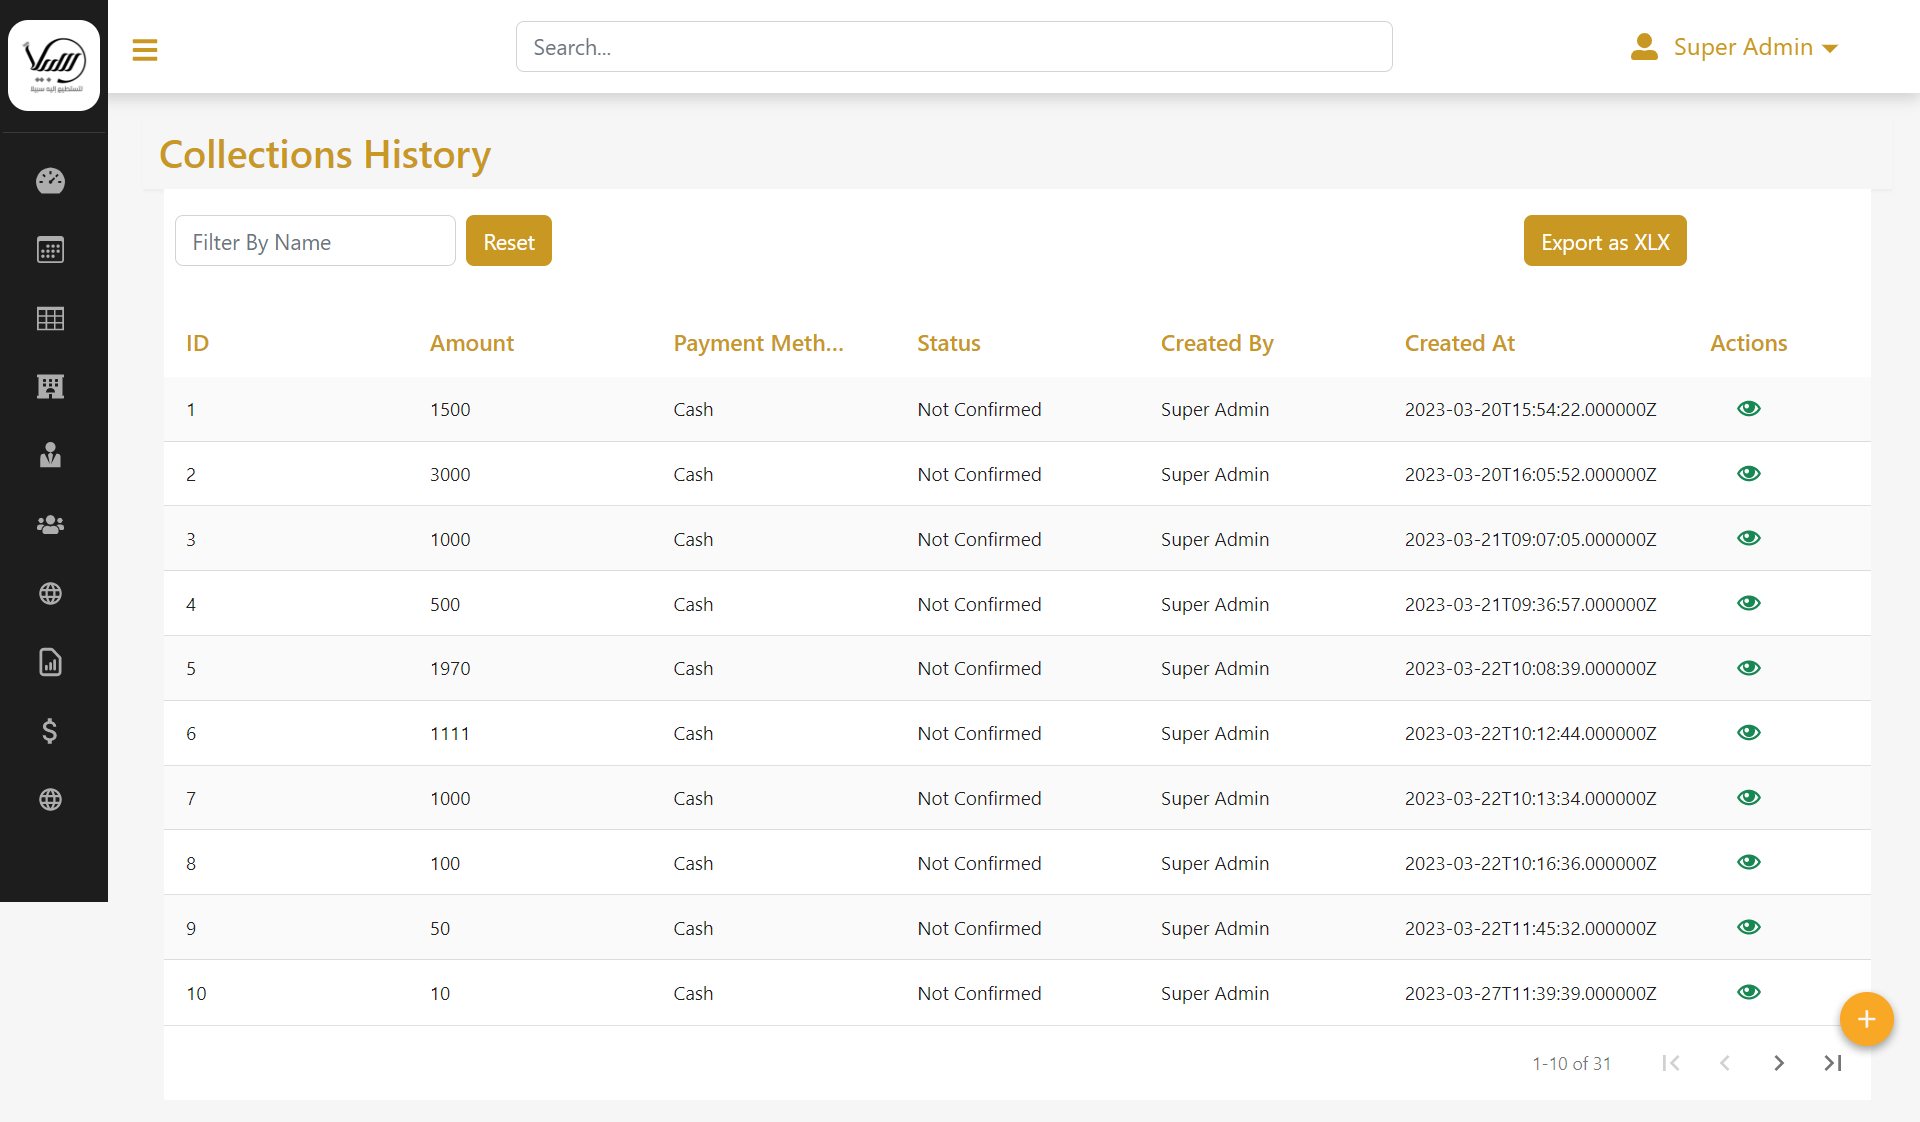 السبيل
لتستطيع إليه سبيلا
Search...
Super Admin
Collections History
Filter By Name
Reset
Export as XLX
ID Amount Payment Meth... Status Created By Created At Actions
1 1500 Cash Not Confirmed Super Admin 2023-03-20T15:54:22.000000Z
2 3000 Cash Not Confirmed Super Admin 2023-03-20T16:05:52.000000Z
3 1000 Cash Not Confirmed Super Admin 2023-03-21T09:07:05.000000Z
4 500 Cash Not Confirmed Super Admin 2023-03-21T09:36:57.000000Z
5 1970 Cash Not Confirmed Super Admin 2023-03-22T10:08:39.000000Z
6 1111 Cash Not Confirmed Super Admin 2023-03-22T10:12:44.000000Z
7 1000 Cash Not Confirmed Super Admin 2023-03-22T10:13:34.000000Z
8 100 Cash Not Confirmed Super Admin 2023-03-22T10:16:36.000000Z
9 50 Cash Not Confirmed Super Admin 2023-03-22T11:45:32.000000Z
10 10 Cash Not Confirmed Super Admin 2023-03-27T11:39:39.000000Z
1-10 of 31